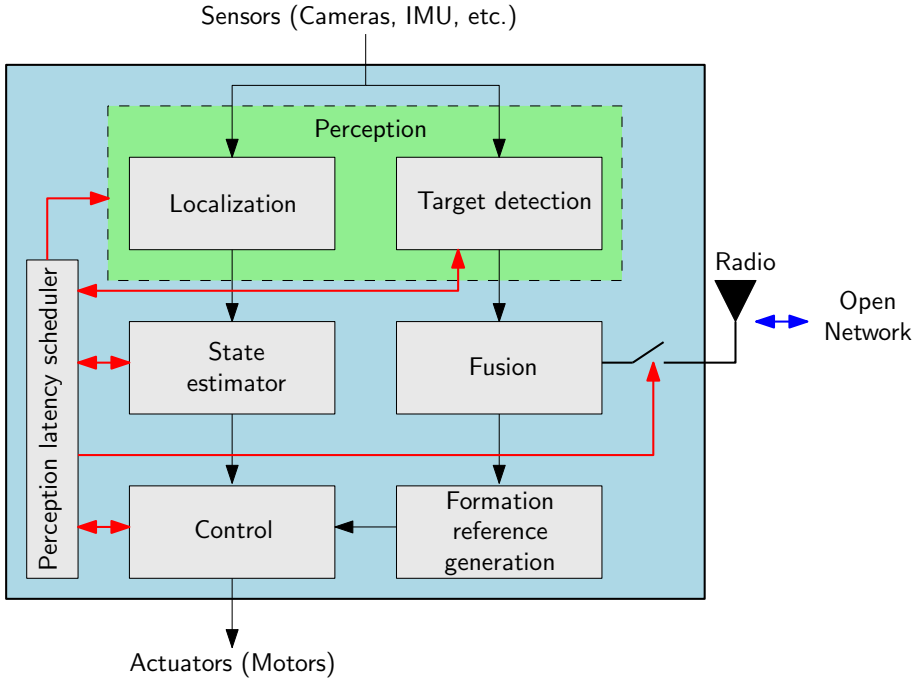 Sensors (Cameras, IMU, etc.)
Perception
Localization
Target detection
Perception latency scheduler
Radio
Open
Network
State
estimator
Fusion
Control
Formation
reference
generation
Actuators (Motors)